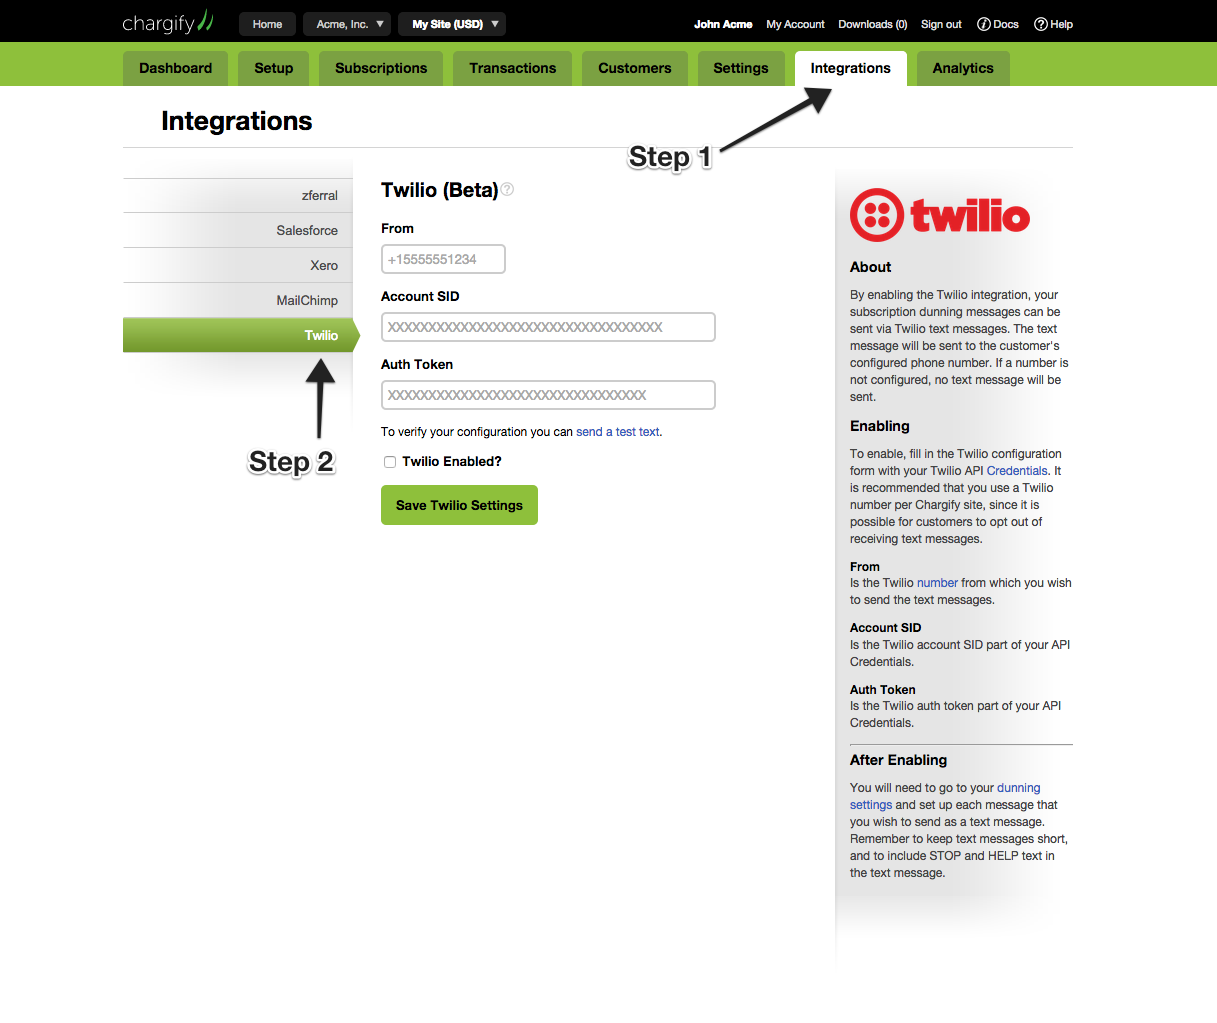 chargify Home Acme, Inc. My Site (USD) John Acme My Account Downloads (0) Sign out Docs Help
Dashboard Setup Subscriptions Transactions Customers Settings Integrations Analytics
Integrations
Step 1
zferral
Salesforce
Xero
MailChimp
Twilio
Step 2
Twilio (Beta)
From
+15555551234
Account SID
XXXXXXXXXXXXXXXXXXXXXXXXXXXXXXXXXX
Auth Token
XXXXXXXXXXXXXXXXXXXXXXXXXXXXXXXX
To verify your configuration you can send a test text.
Twilio Enabled?
Save Twilio Settings
twilio
About
By enabling the Twilio integration, your
subscription dunning messages can be
sent via Twilio text messages. The text
message will be sent to the customer's
configured phone number. If a number is
not configured, no text message will be
sent.
Enabling
To enable, fill in the Twilio configuration
form with your Twilio API Credentials. It
is recommended that you use a Twilio
number per Chargify site, since it is
possible for customers to opt out of
receiving text messages.
From
Is the Twilio number from which you wish
to send the text messages.
Account SID
Is the Twilio account SID part of your API
Credentials.
Auth Token
Is the Twilio auth token part of your API
Credentials.
After Enabling
You will need to go to your dunning
settings and set up each message that
you wish to send as a text message.
Remember to keep text messages short,
and to include STOP and HELP text in
the text message.